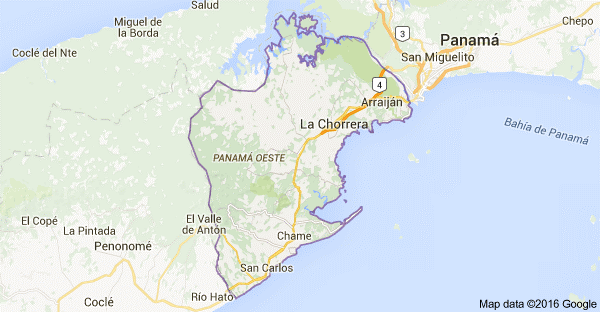 Salud
Miguel de
la Borda
Coclé del Nte
3
Panamá
Chepo
San Miguelito
4
Arraiján
La Chorrera
Bahía de Panamá
PANAMÁ OESTE
El Copé
La Pintada
Penonomé
El Valle
de Antón
Chame
San Carlos
Río Hato
Coclé
Map data ©2016 Google